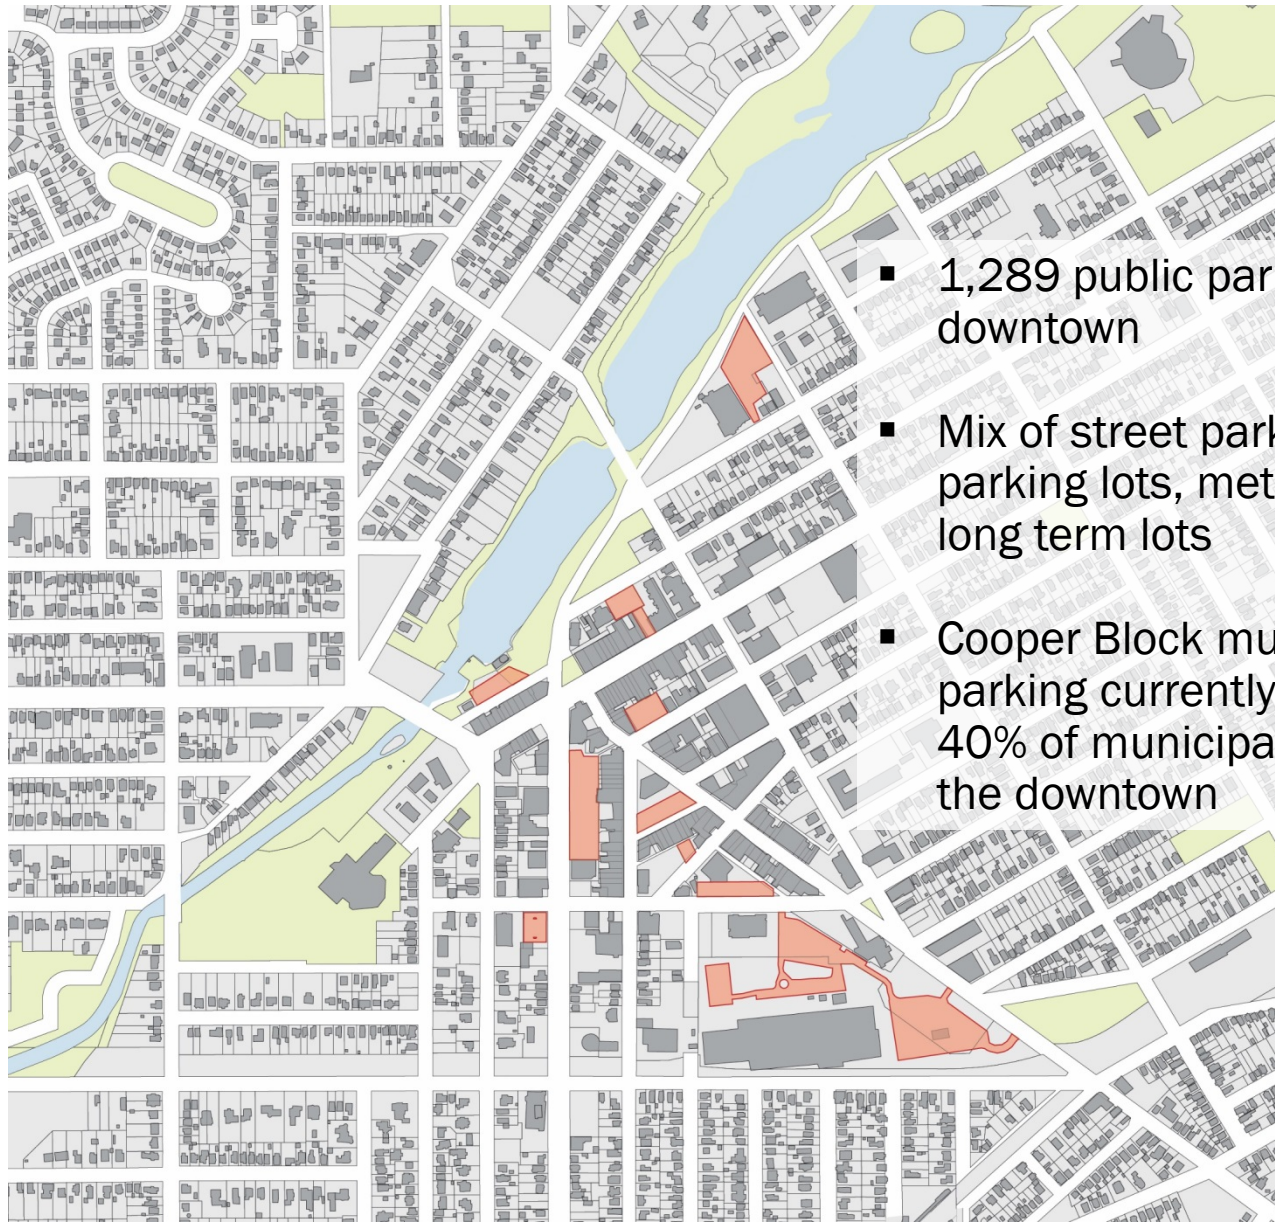 ▪ 1,289 public par
downtown
▪ Mix of street park
parking lots, met
long term lots
▪ Cooper Block mu
parking currently
40% of municipa
the downtown